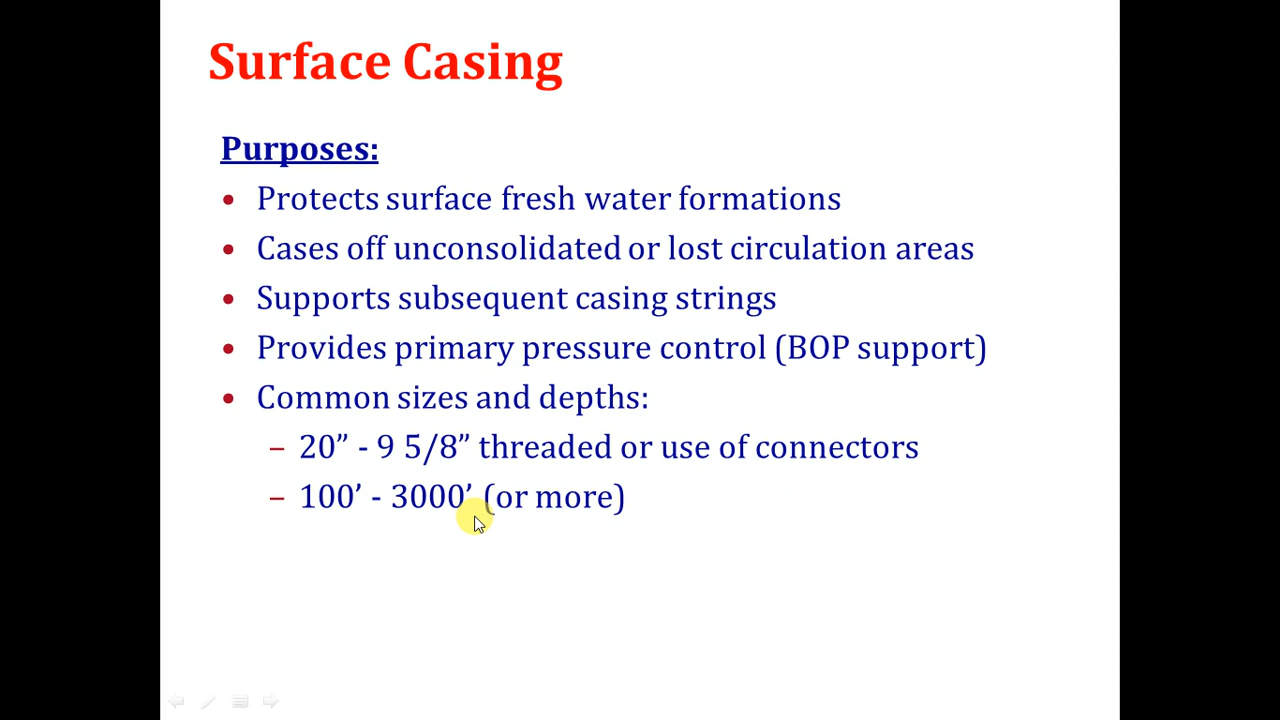 Surface Casing
Purposes:
• Protects surface fresh water formations
• Cases off unconsolidated or lost circulation areas
• Supports subsequent casing strings
• Provides primary pressure control (BOP support)
• Common sizes and depths:
– 20” - 9 5/8” threaded or use of connectors
– 100’ - 3000’ (or more)